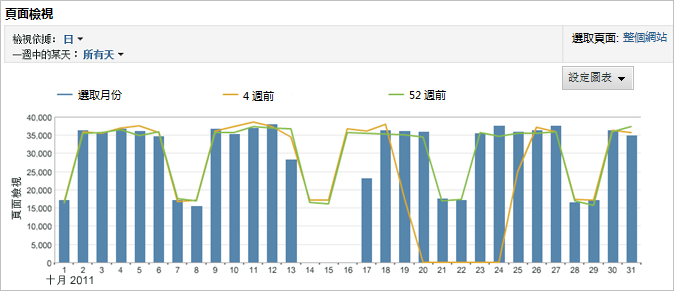 頁面檢視
檢視依據： 日
一週中的某天： 所有天
選取頁面: 整個網站
設定圖表
選取月份 4 週前 52 週前
40,000
35,000
30,000
25,000
20,000
15,000
10,000
5,000
0
頁面檢視
1 2 3 4 5 6 7 8 9 10 11 12 13 14 15 16 17 18 19 20 21 22 23 24 25 26 27 28 29 30 31
十月 2011